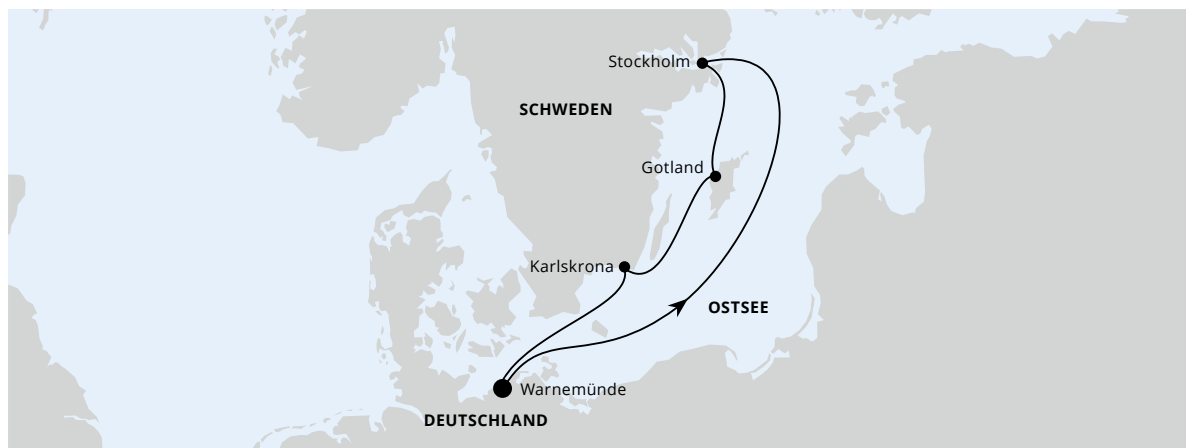 Stockholm
SCHWEDEN
Gotland
Karlskrona
OSTSEE
Warnemünde
DEUTSCHLAND